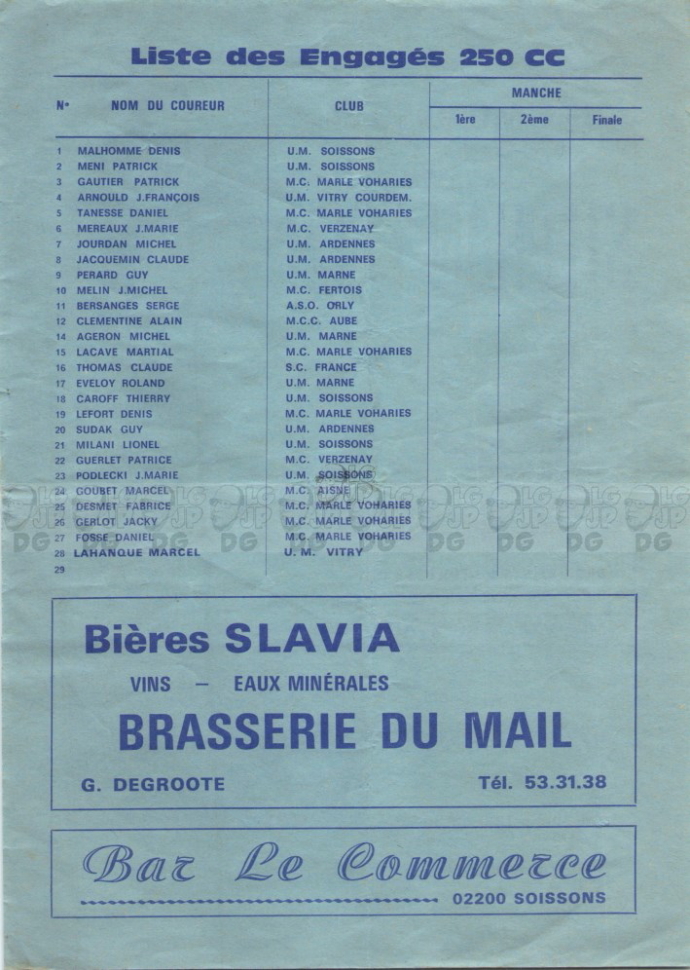 Liste des Engagés 250 CC
N° NOM DU COUREUR CLUB MANCHE
1ère 2ème Finale
1 MALHOMME DENIS U.M. SOISSONS
2 MENI PATRICK U.M. SOISSONS
3 GAUTIER PATRICK M.C. MARLE VOHARIES
4 ARNOULD J.FRANÇOIS U.M. VITRY COURDEM.
5 TANESSE DANIEL M.C. MARLE VOHARIES
6 MEREAUX J.MARIE M.C. VERZENAY
7 JOURDAN MICHEL U.M. ARDENNES
8 JACQUEMIN CLAUDE U.M. ARDENNES
9 PERARD GUY U.M. MARNE
10 MELIN J.MICHEL M.C. FERTOIS
11 BERSANGES SERGE A.S.O. ORLY
12 CLEMENTINE ALAIN M.C.C. AUBE
14 AGERON MICHEL U.M. MARNE
15 LACAVE MARTIAL M.C. MARLE VOHARIES
16 THOMAS CLAUDE S.C. FRANCE
17 EVELOY ROLAND U.M. MARNE
18 CAROFF THIERRY U.M. SOISSONS
19 LEFORT DENIS M.C. MARLE VOHARIES
20 SUDAK GUY U.M. ARDENNES
21 MILANI LIONEL U.M. SOISSONS
22 GUERLET PATRICE M.C. VERZENAY
23 PODLECKI J.MARIE U.M. SOISSONS
24 GOUBET MARCEL M.C. AISNE
25 DESMET FABRICE M.C. MARLE VOHARIES
26 GERLOT JACKY M.C. MARLE VOHARIES
27 FOSSE DANIEL M.C. MARLE VOHARIES
28 LAHANQUE MARCEL U. M. VITRY
29
Bières SLAVIA
VINS — EAUX MINÉRALES
BRASSERIE DU MAIL
G. DEGROOTE Tél. 53.31.38
Bar Le Commerce
02200 SOISSONS